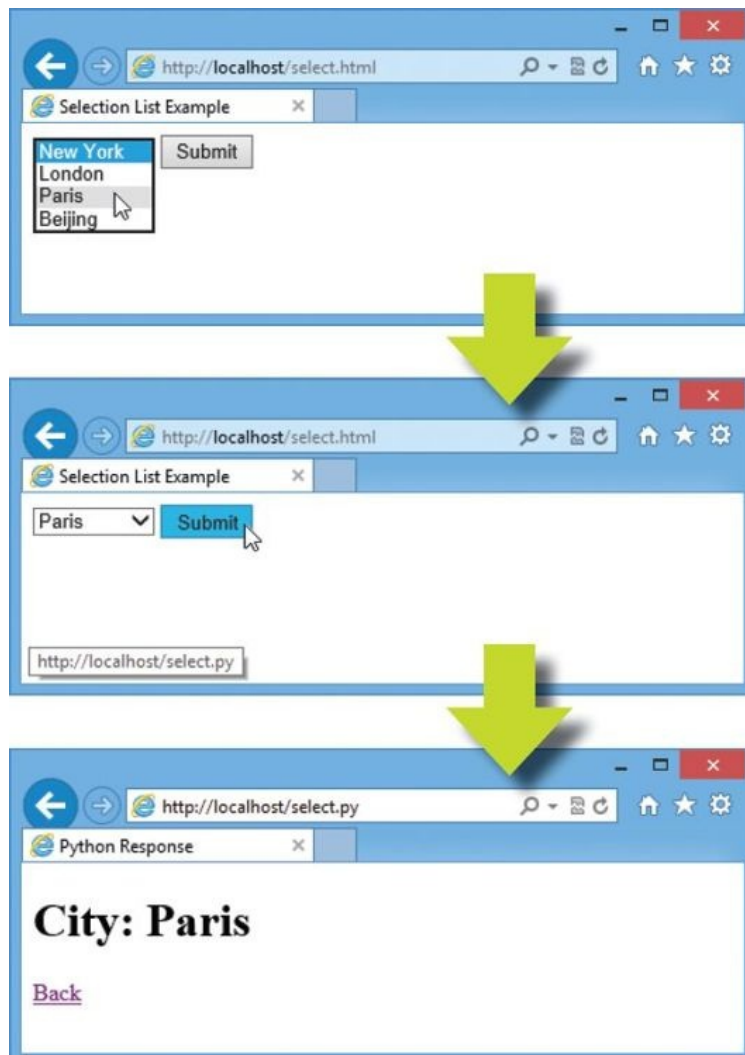 http://localhost/select.html
Selection List Example
New York Submit
London
Paris
Beijing
http://localhost/select.html
Selection List Example
Paris Submit
http://localhost/select.py
http://localhost/select.py
Python Response
City: Paris
Back